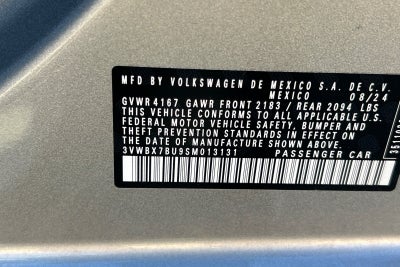 MFD BY VOLKSWAGEN DE MEXICO S.A. DE C.V.
MEXICO 08/24
GVWR 4167 GAWR FRONT 2183 / REAR 2094 LBS
THIS VEHICLE CONFORMS TO ALL APPLICABLE
FEDERAL MOTOR VEHICLE SAFETY, BUMPER AND
THEFT PREVENTION STANDARDS IN EFFECT ON
THE DATE OF MANUFACTURE SHOWN ABOVE.
3VWBX7BU9SM013131 PASSENGER CAR